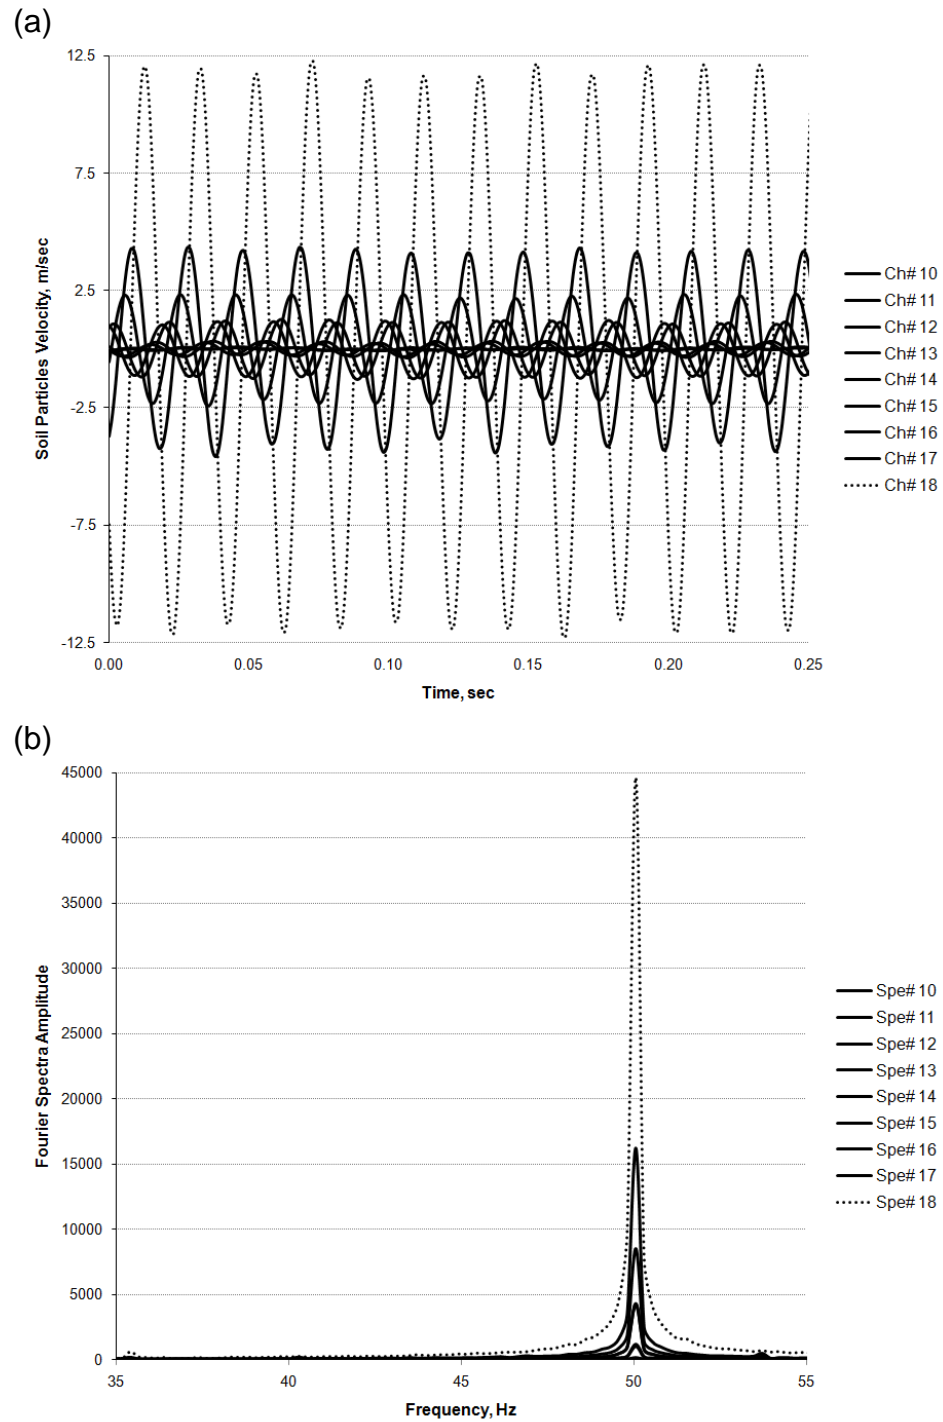 (a)
12.5
7.5
2.5
-2.5
-7.5
-12.5
Soil Particles Velocity, m/sec
0.00 0.05 0.10 0.15 0.20 0.25
Time, sec
Ch# 10
Ch# 11
Ch# 12
Ch# 13
Ch# 14
Ch# 15
Ch# 16
Ch# 17
Ch# 18
(b)
45000
40000
35000
30000
25000
20000
15000
10000
5000
0
Fourier Spectra Amplitude
35 40 45 50 55
Frequency, Hz
Spe# 10
Spe# 11
Spe# 12
Spe# 13
Spe# 14
Spe# 15
Spe# 16
Spe# 17
Spe# 18